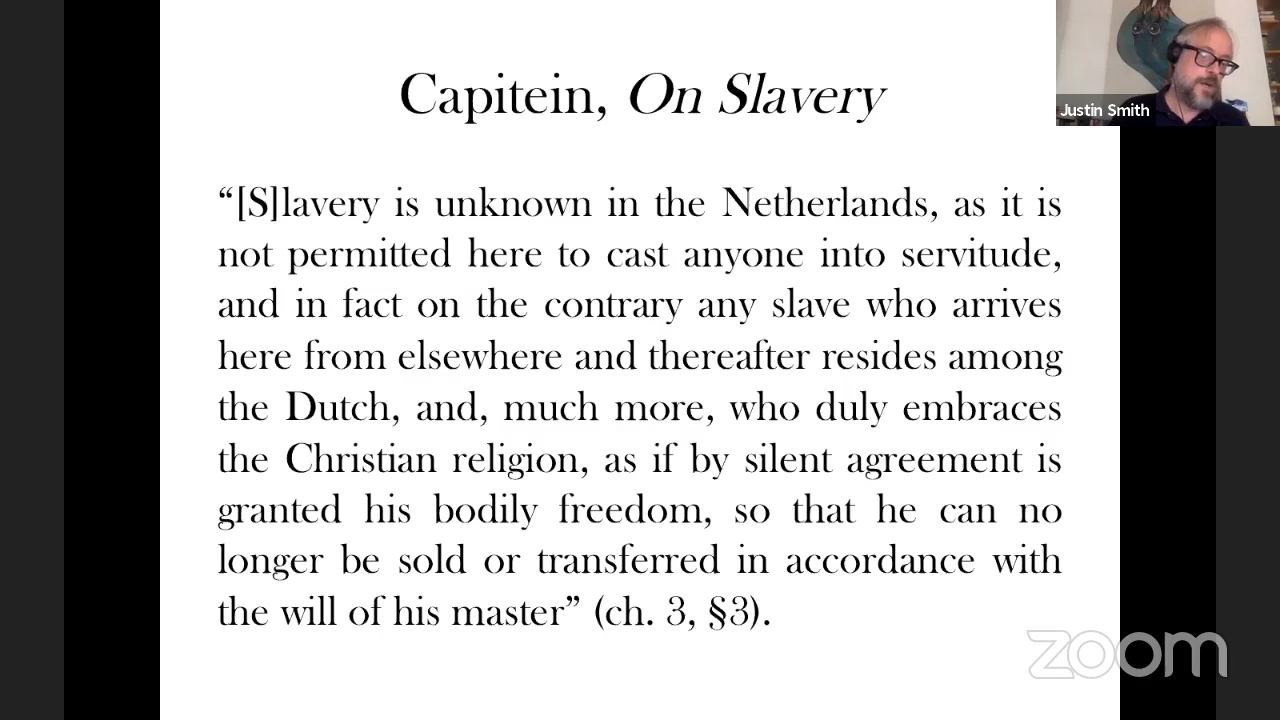 Capitein, On Slavery
Justin Smith
“[S]lavery is unknown in the Netherlands, as it is
not permitted here to cast anyone into servitude,
and in fact on the contrary any slave who arrives
here from elsewhere and thereafter resides among
the Dutch, and, much more, who duly embraces
the Christian religion, as if by silent agreement is
granted his bodily freedom, so that he can no
longer be sold or transferred in accordance with
the will of his master” (ch. 3, §3).
zoom